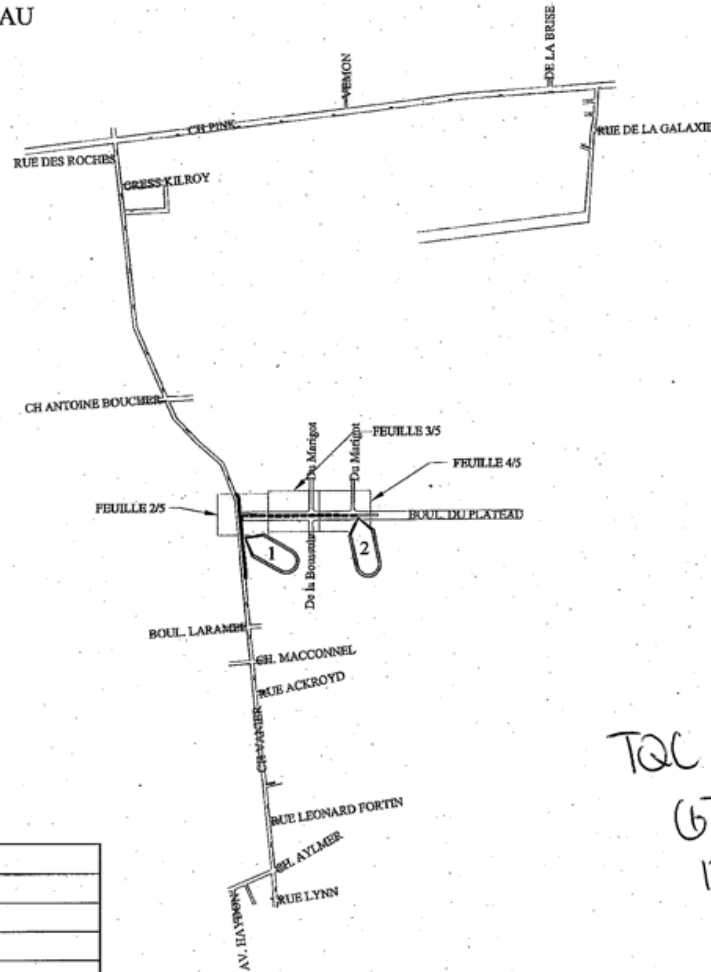 AU
VEMON
DE LA BRISE
CH PINK
RUE DE LA GALAXIE
RUE DES ROCHES
CRESS KILROY
CH ANTOINE BOUCHER
Du Marigot
Du Marigot
FEUILLE 3/5
FEUILLE 4/5
FEUILLE 2/5
BOUL. DU PLATEAU
1
2
De la Boussole
BOUL. LARAMEE
CH. MACCONNEL
RUE ACKROYD
CH VANIER
TQC
RUE LEONARD FORTIN
CH. AYLMER
RUE LYNN
AV. HAYDON